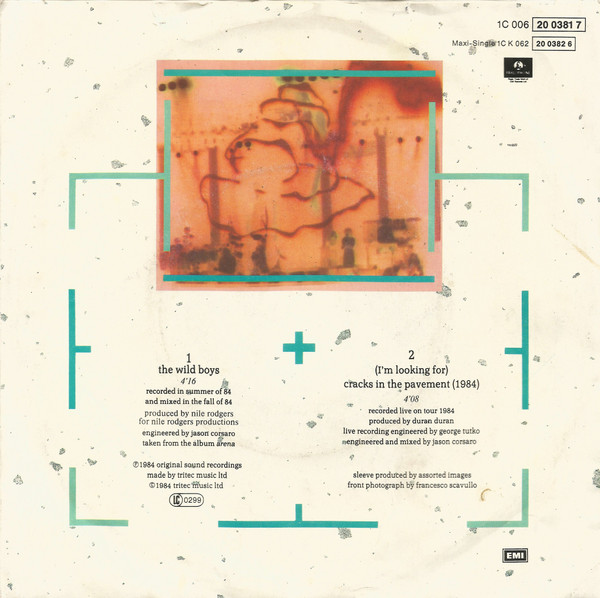 1C 006 20 0381 7
Maxi-Single 1C K 062 20 0382 6
1
the wild boys
4'16
recorded in summer of 84
and mixed in the fall of 84
produced by nile rodgers
for nile rodgers productions
engineered by jason corsaro
taken from the album arena
℗1984 original sound recordings
made by tritec music ltd
©1984 tritec music ltd
LC 0299
2
(I'm looking for)
cracks in the pavement (1984)
4'08
recorded live on tour 1984
produced by duran duran
live recording engineered by george tutko
engineered and mixed by jason corsaro
sleeve produced by assorted images
front photograph by francesco scavullo
EMI